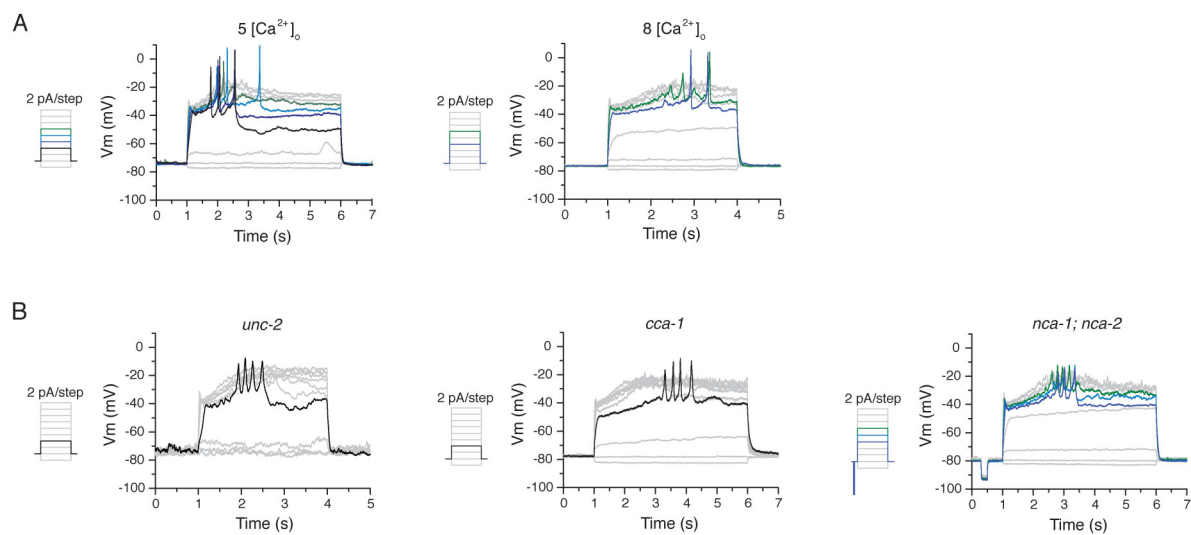 A
5 [Ca2+]o
8 [Ca2+]o
2 pA/step
Vm (mV)
0
-20
-40
-60
-80
-100
0 1 2 3 4 5 6 7
Time (s)
2 pA/step
Vm (mV)
0
-20
-40
-60
-80
-100
0 1 2 3 4 5
Time (s)
B
unc-2
cca-1
nca-1; nca-2
2 pA/step
Vm (mV)
0
-20
-40
-60
-80
-100
0 1 2 3 4 5
Time (s)
2 pA/step
Vm (mV)
0
-20
-40
-60
-80
-100
0 1 2 3 4 5 6 7
Time (s)
2 pA/step
Vm (mV)
0
-20
-40
-60
-80
-100
0 1 2 3 4 5 6 7
Time (s)